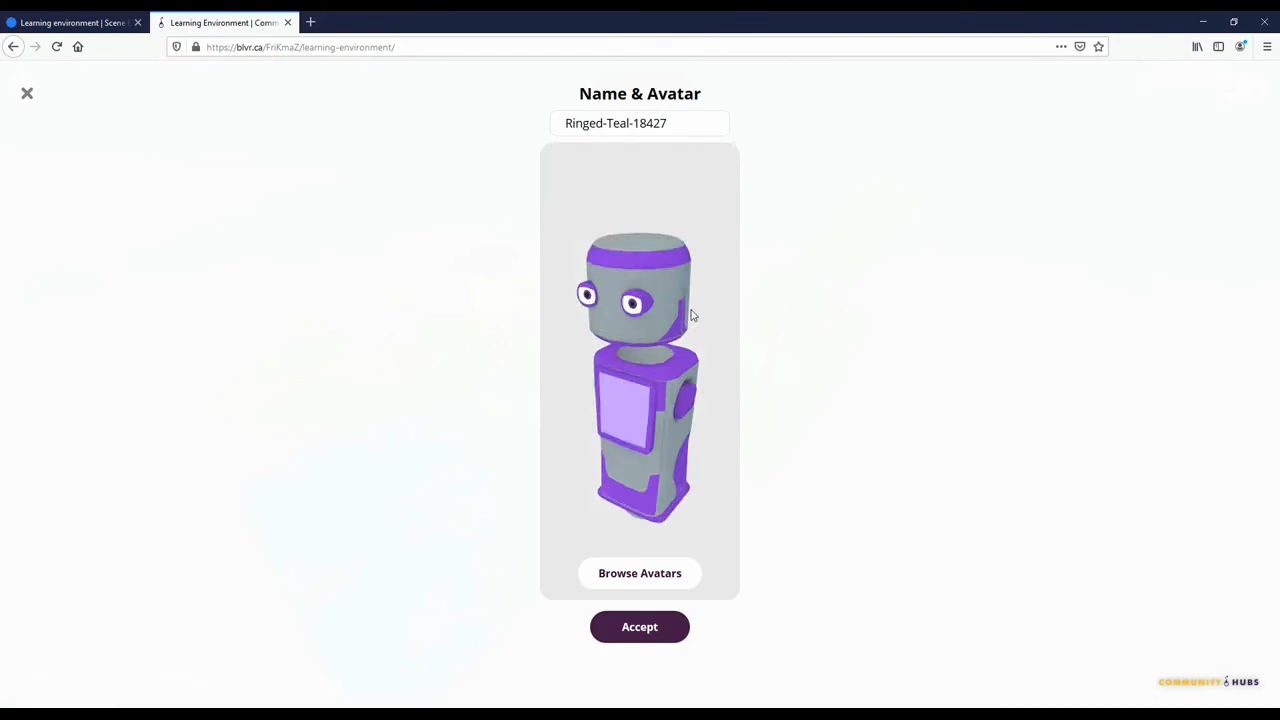 Learning environment | Scene
Learning Environment | Comm
https://blvr.ca/FriKmaZ/learning-environment/
Name & Avatar
Ringed-Teal-18427
Browse Avatars
Accept
COMMUNITY HUBS